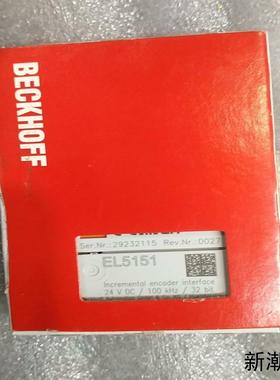 BECKHOFF
Ser.Nr.:29232115 Rev.Nr.:0027
EL5151
Incremental encoder interface
24 V DC / 100 kHz / 32 bit
新潮